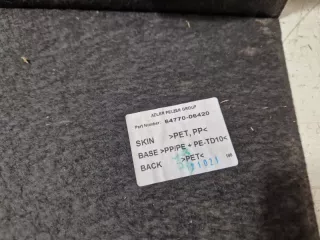 ADLER PELZER GROUP
Part Number: 64770-06420
SKIN >PET, PP<
BASE >PP/PE + PE-TD10<
BACK >PET<